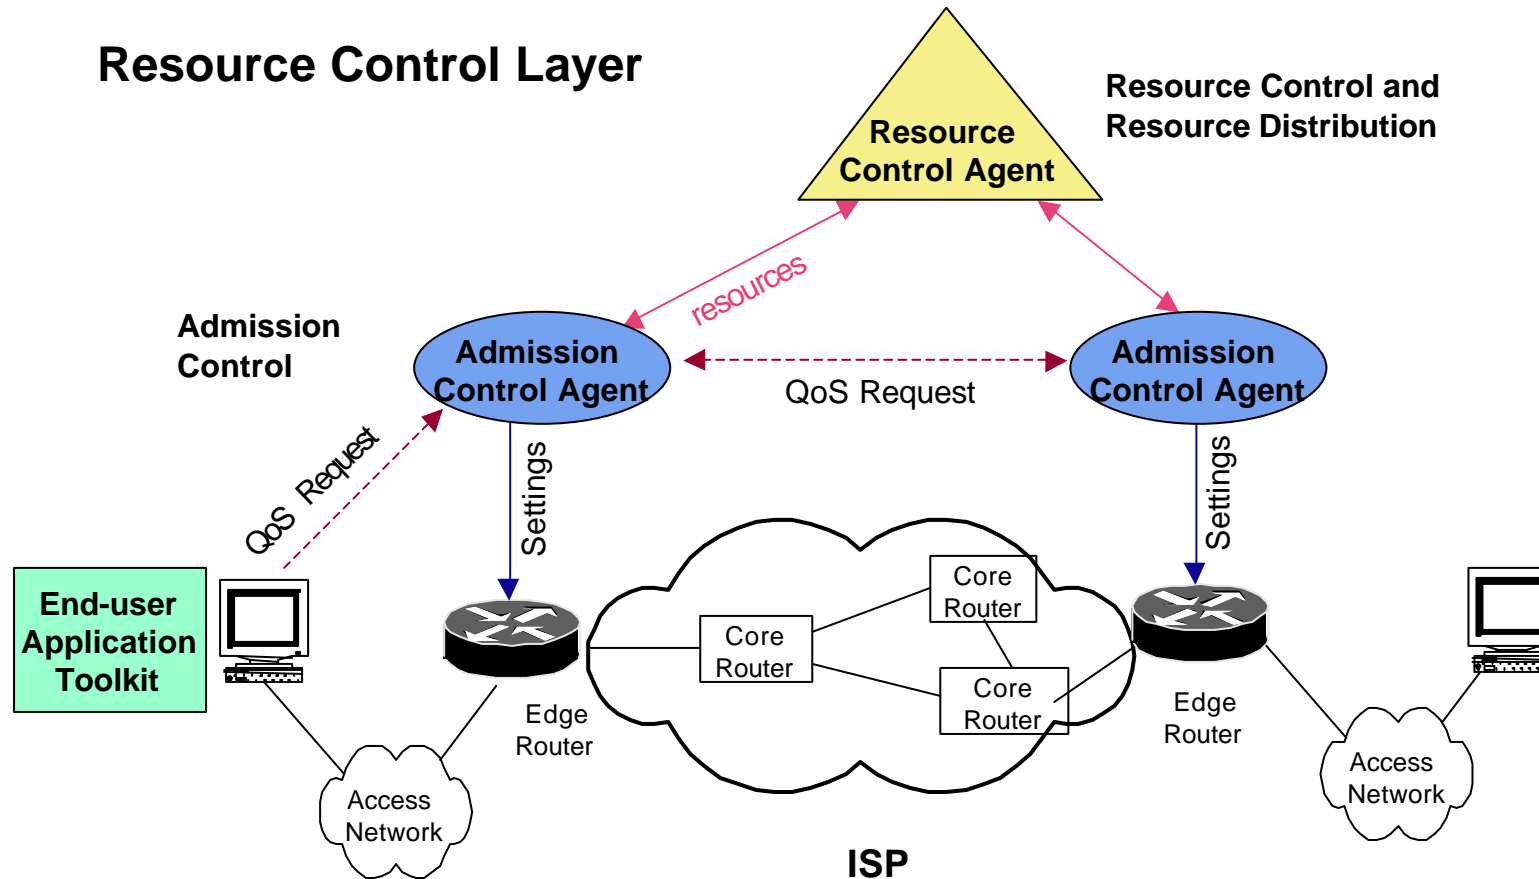 Resource Control Layer
Resource Control and
Resource Distribution
Resource
Control Agent
resources
Admission
Control
Admission
Control Agent
QoS Request
Admission
Control Agent
QoS Request
Settings
Settings
End-user
Application
Toolkit
Core
Router
Core
Router
Core
Router
Edge
Router
Edge
Router
Access
Network
Access
Network
ISP